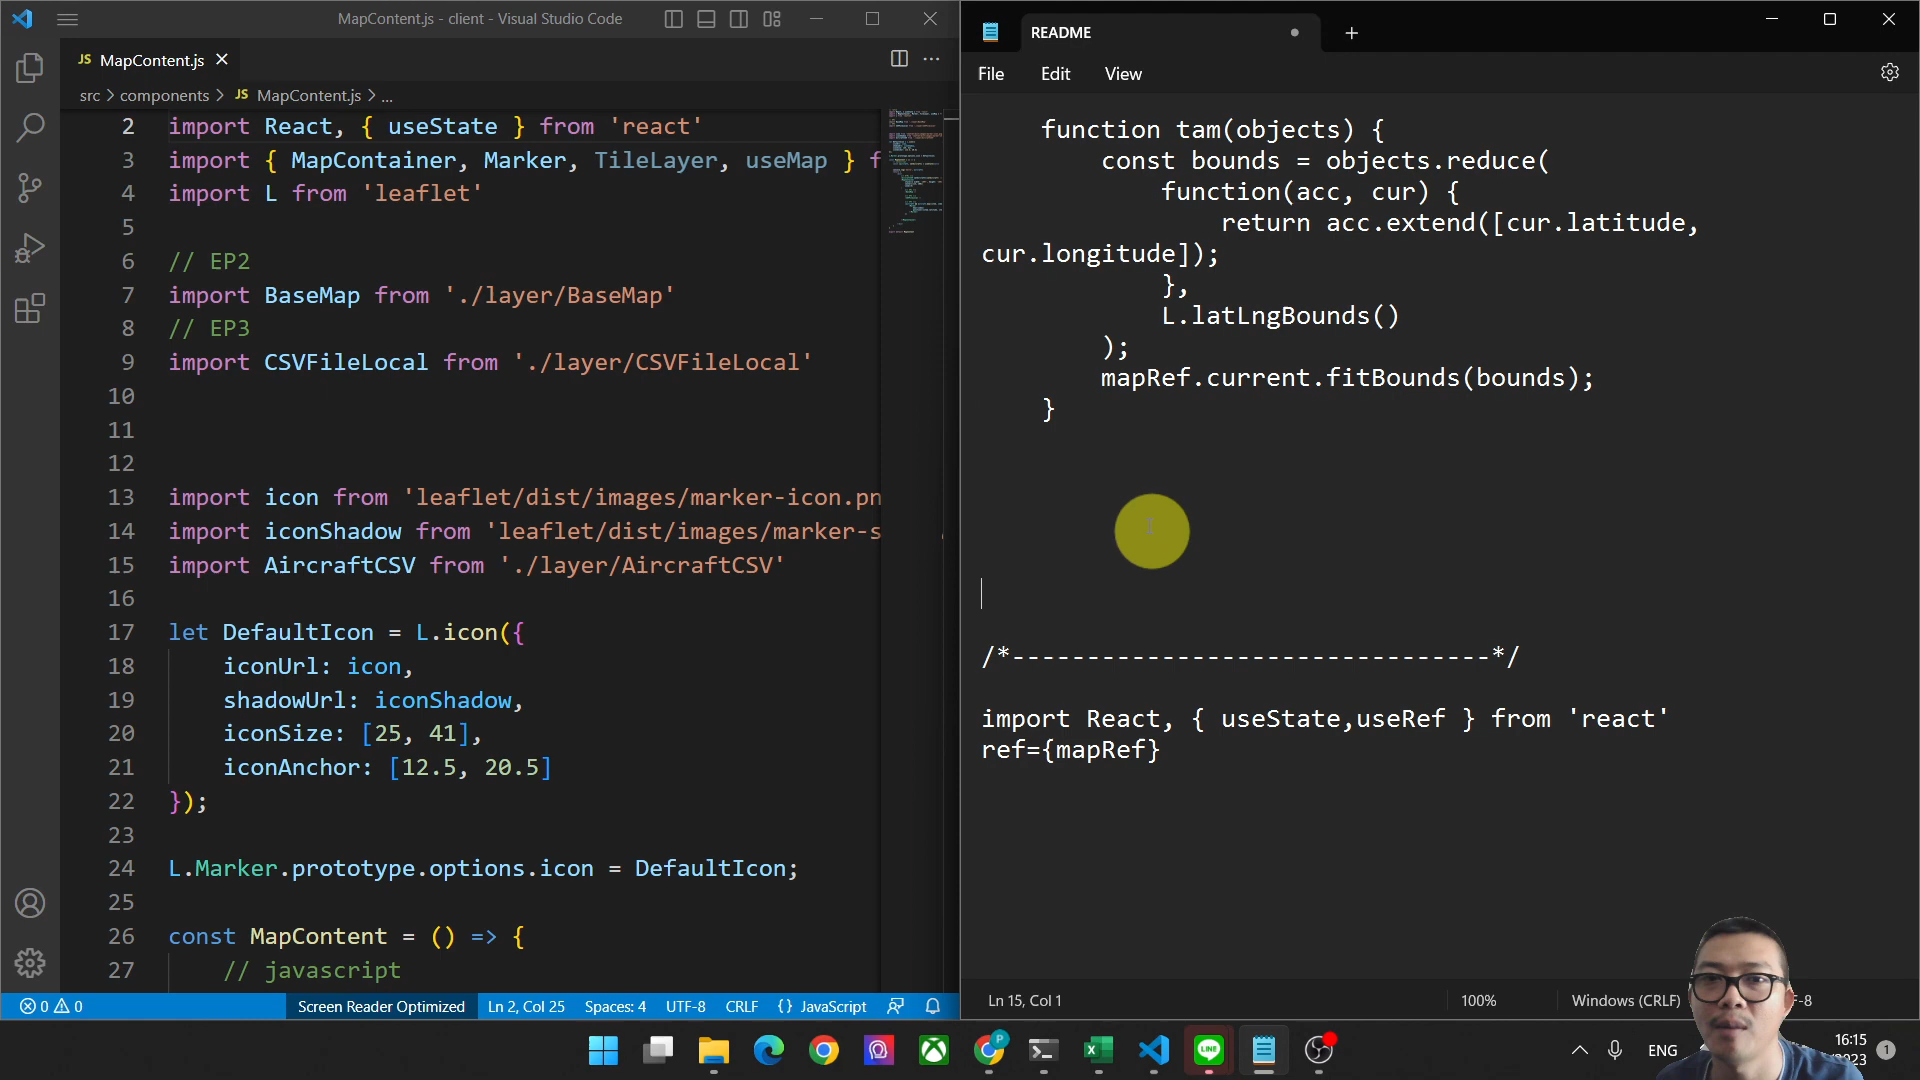 MapContent.js - client - Visual Studio Code
JS MapContent.js
src > components > JS MapContent.js > ...
2 import React, { useState } from 'react'
3 import { MapContainer, Marker, TileLayer, useMap } f
4 import L from 'leaflet'
5
6 // EP2
7 import BaseMap from './layer/BaseMap'
8 // EP3
9 import CSVFileLocal from './layer/CSVFileLocal'
10
11
12
13 import icon from 'leaflet/dist/images/marker-icon.pn
14 import iconShadow from 'leaflet/dist/images/marker-s
15 import AircraftCSV from './layer/AircraftCSV'
16
17 let DefaultIcon = L.icon({
18 iconUrl: icon,
19 shadowUrl: iconShadow,
20 iconSize: [25, 41],
21 iconAnchor: [12.5, 20.5]
22 });
23
24 L.Marker.prototype.options.icon = DefaultIcon;
25
26 const MapContent = () => {
27 // javascript
0 0
Screen Reader Optimized
Ln 2, Col 25
Spaces: 4
UTF-8
CRLF
{} JavaScript
README
File Edit View
function tam(objects) {
const bounds = objects.reduce(
function(acc, cur) {
return acc.extend([cur.latitude,
cur.longitude]);
},
L.latLngBounds()
);
mapRef.current.fitBounds(bounds);
}
/*--------------------------------*/
import React, { useState,useRef } from 'react'
ref={mapRef}
Ln 15, Col 1
100%
Windows (CRLF)
F-8
P
LINE
ENG
16:15
2023
1